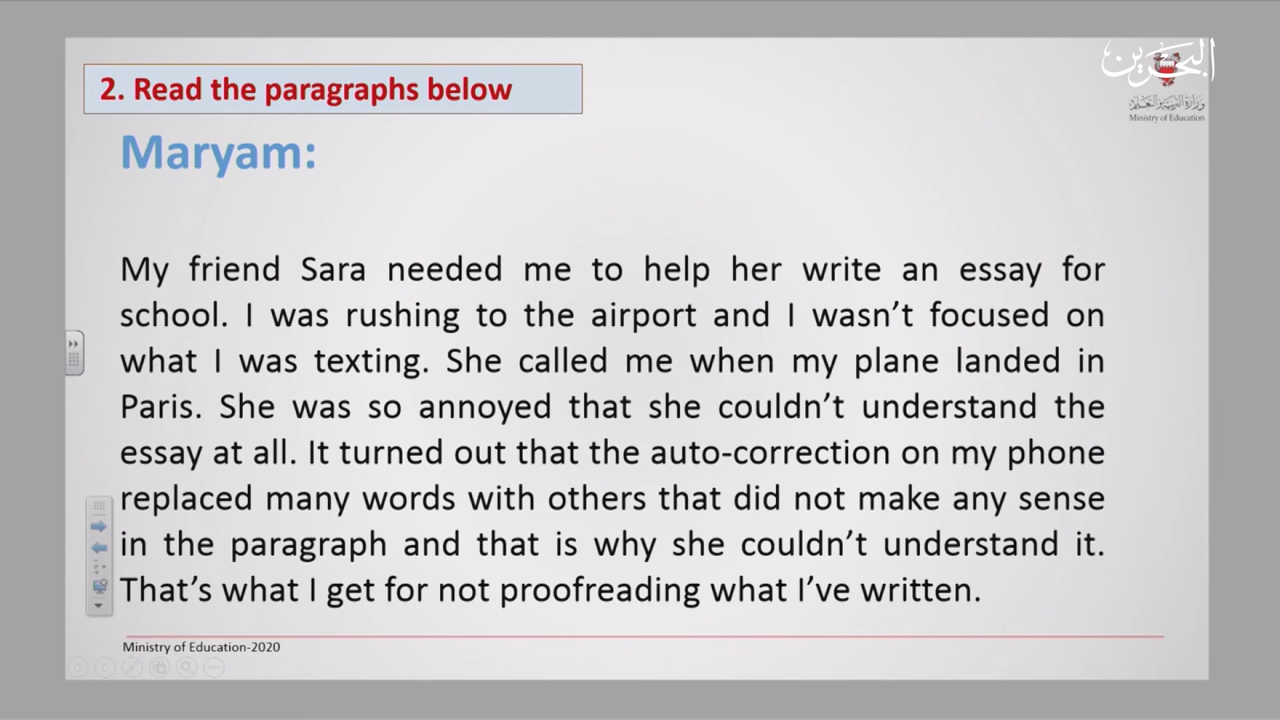 2. Read the paragraphs below
البحرين
وزارة التربية والتعليم
Ministry of Education
Maryam:
My friend Sara needed me to help her write an essay for
school. I was rushing to the airport and I wasn’t focused on
what I was texting. She called me when my plane landed in
Paris. She was so annoyed that she couldn’t understand the
essay at all. It turned out that the auto-correction on my phone
replaced many words with others that did not make any sense
in the paragraph and that is why she couldn’t understand it.
That’s what I get for not proofreading what I’ve written.
Ministry of Education-2020